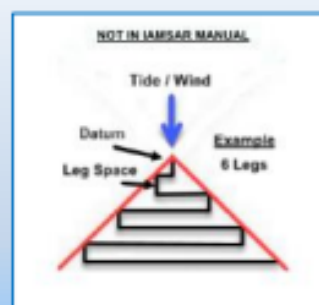 NOT IN IAMSAR MANUAL
Tide / Wind
Datum
Example
Leg Space
6 Legs